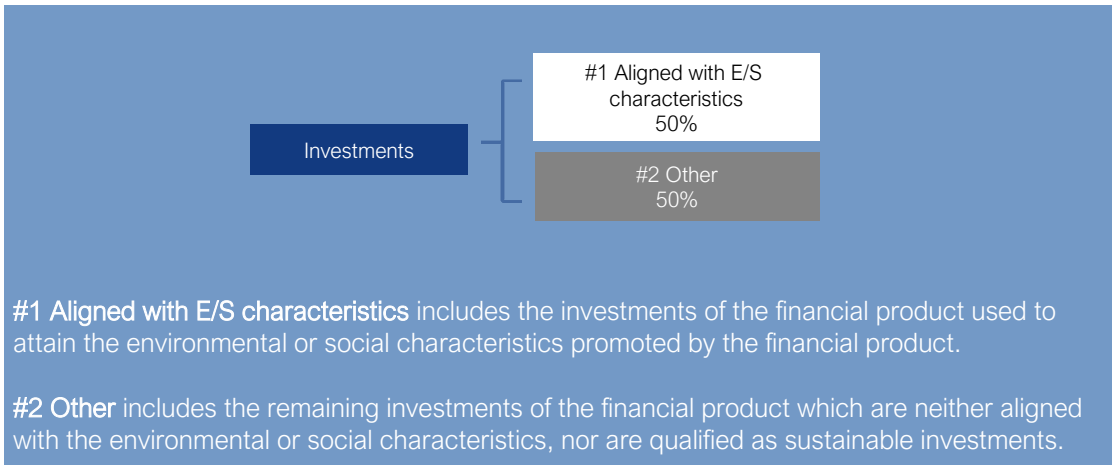 #1 Aligned with E/S
characteristics
50%
Investments
#2 Other
50%
#1 Aligned with E/S characteristics includes the investments of the financial product used to
attain the environmental or social characteristics promoted by the financial product.
#2 Other includes the remaining investments of the financial product which are neither aligned
with the environmental or social characteristics, nor are qualified as sustainable investments.